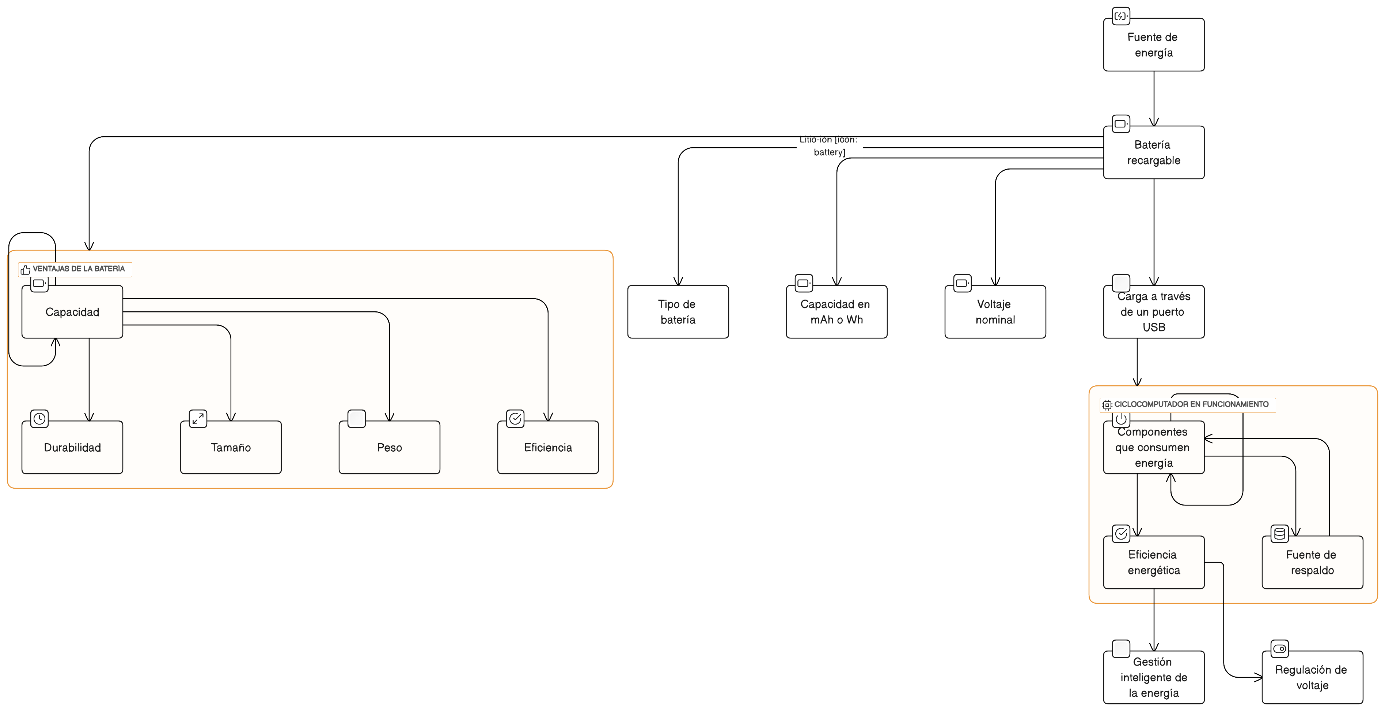 Fuente de
energía
Batería
recargable
Litio-ion [icon:
battery]
VENTAJAS DE LA BATERÍA
Capacidad
Tipo de
batería
Capacidad en
mAh o Wh
Voltaje
nominal
Carga a través
de un puerto
USB
CICLOCOMPUTADOR EN FUNCIONAMIENTO
Componentes
que consumen
energía
Durabilidad
Tamaño
Peso
Eficiencia
Eficiencia
energética
Fuente de
respaldo
Gestión
inteligente de
la energía
Regulación de
voltaje